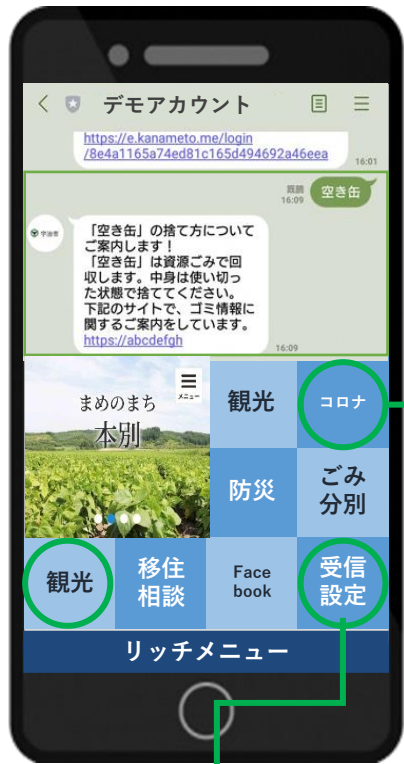 デモアカウント
https://e.kanameto.me/login
/8e4a1165a74ed81c165d494692a46eea
16:01
既読
16:09
空き缶
宇治市
「空き缶」の捨て方について
ご案内します！
「空き缶」は資源ごみで回
収します。中身は使い切っ
た状態で捨ててください。
下記のサイトで、ゴミ情報に
関するご案内をしています。
https://abcdefgh
16:09
まめのまち
本別
メニュー
観光
コロナ
防災
ごみ
分別
観光
移住
相談
Face
book
受信
設定
リッチメニュー